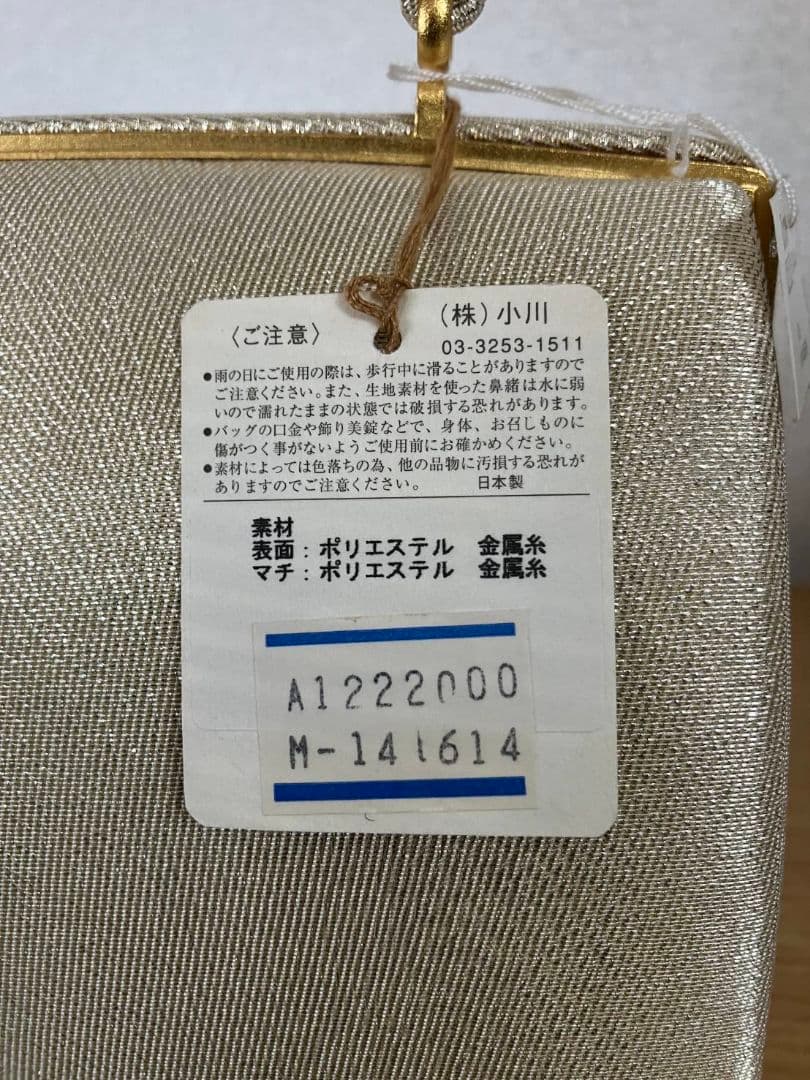 〈ご注意〉
(株)小川
03-3253-1511
●雨の日にご使用の際は、歩行中に滑ることがありますので
ご注意ください。また、生地素材を使った鼻緒は水に弱
いので濡れたままの状態では破損する恐れがあります。
●バッグの口金や飾り美錠などで、身体、お召しものに
傷がつく事がないようご使用前にお確かめください。
●素材によっては色落ちの為、他の品物に汚損する恐れが
ありますのでご注意ください。 日本製
素材
表面：ポリエステル 金属糸
マチ：ポリエステル 金属糸
A1222000
M-141614